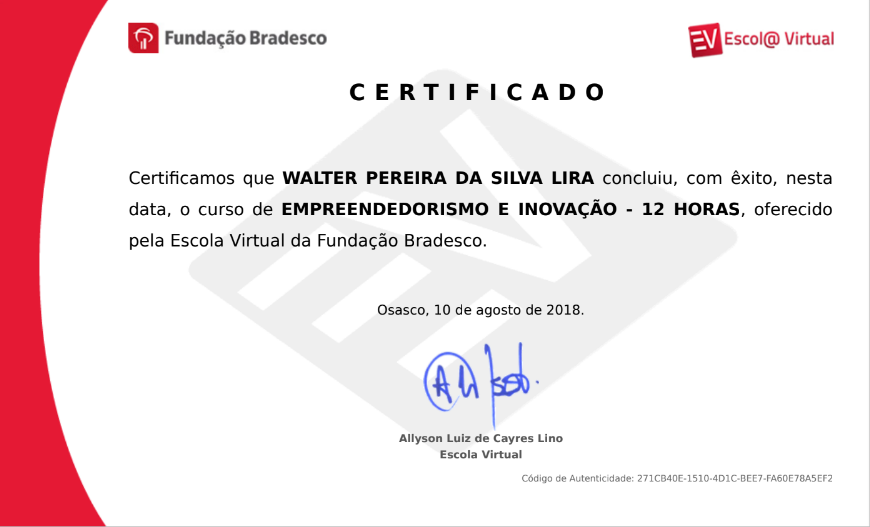 Fundação Bradesco
EV Escol@ Virtual
CERTIFICADO
Certificamos que WALTER PEREIRA DA SILVA LIRA concluiu, com êxito, nesta
data, o curso de EMPREENDEDORISMO E INOVAÇÃO - 12 HORAS, oferecido
pela Escola Virtual da Fundação Bradesco.
Osasco, 10 de agosto de 2018.
Allyson Luiz de Cayres Lino
Escola Virtual
Código de Autenticidade: 271CB40E-1510-4D1C-BEE7-FA60E78A5EF2